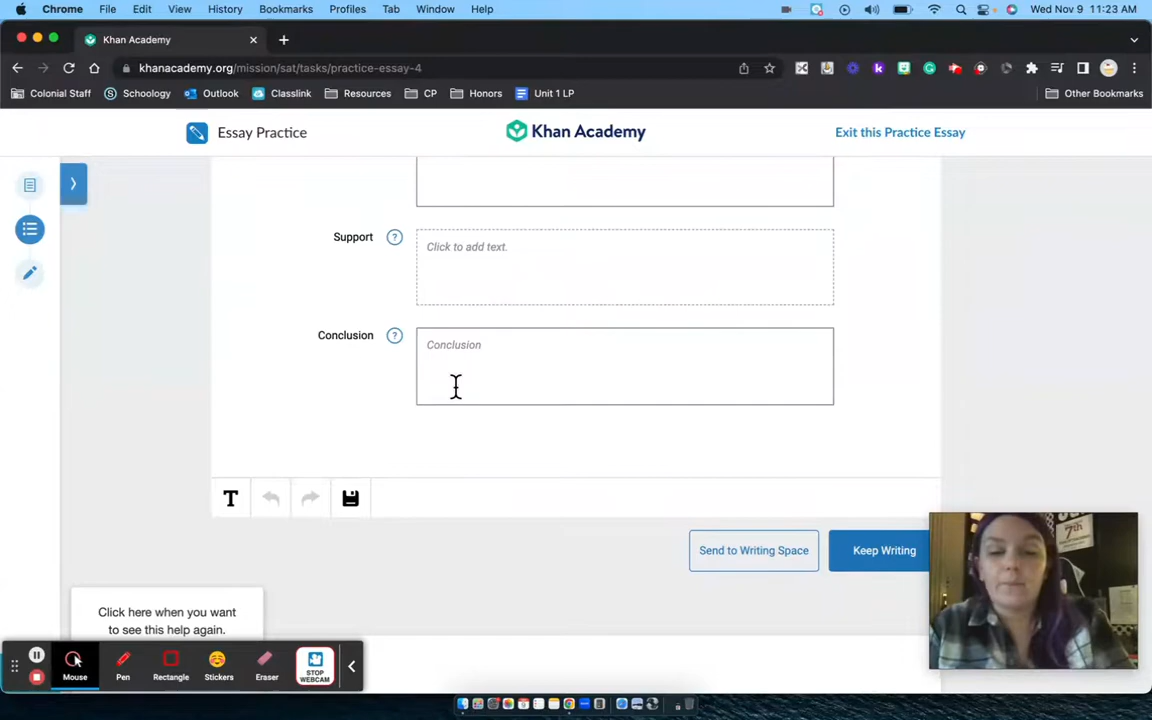 Chrome File Edit View History Bookmarks Profiles Tab Window Help Wed Nov 9 11:23 AM
Khan Academy
khanacademy.org/mission/sat/tasks/practice-essay-4
Colonial Staff Schoology Outlook Classlink Resources CP Honors Unit 1 LP Other Bookmarks
Essay Practice Khan Academy Exit this Practice Essay
Support ? Click to add text.
Conclusion ? Conclusion
T
Send to Writing Space Keep Writing
7th
Click here when you want
to see this help again.
Mouse Pen Rectangle Stickers Eraser STOP
WEBCAM